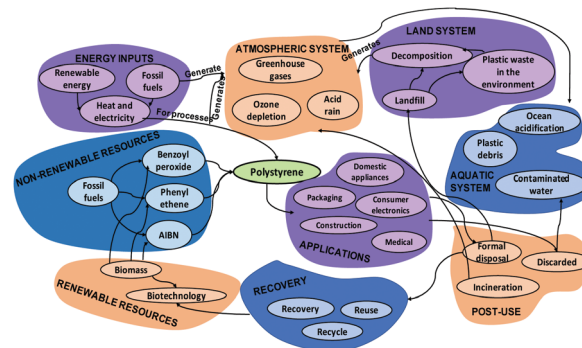 ENERGY INPUTS
Renewable
energy
Fossil
fuels
Heat and
electricity
Generate
Generates
For processes
ATMOSPHERIC SYSTEM
Greenhouse
gases
Ozone
depletion
Acid
rain
Generates
LAND SYSTEM
Decomposition
Plastic waste
in the
environment
Landfill
Ocean
acidification
Plastic
debris
AQUATIC
SYSTEM
Contaminated
water
NON-RENEWABLE RESOURCES
Benzoyl
peroxide
Fossil
fuels
Phenyl
ethene
AIBN
Polystyrene
Domestic
appliances
Packaging
Consumer
electronics
Construction
Medical
APPLICATIONS
Biomass
Biotechnology
RENEWABLE RESOURCES
RECOVERY
Recovery
Reuse
Recycle
Formal
disposal
Discarded
Incineration
POST-USE